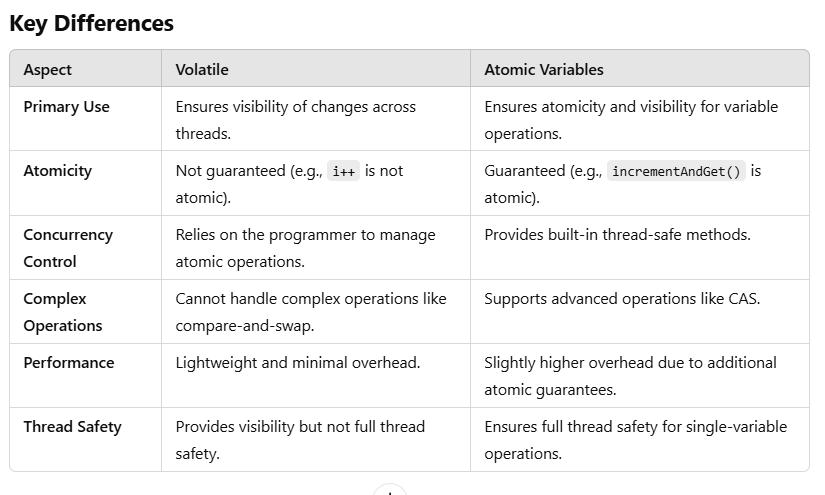 Key Differences
Aspect Volatile Atomic Variables
Primary Use Ensures visibility of changes across Ensures atomicity and visibility for variable
threads. operations.
Atomicity Not guaranteed (e.g., i++ is not Guaranteed (e.g., incrementAndGet() is
atomic). atomic).
Concurrency Relies on the programmer to manage Provides built-in thread-safe methods.
Control atomic operations.
Complex Cannot handle complex operations like Supports advanced operations like CAS.
Operations compare-and-swap.
Performance Lightweight and minimal overhead. Slightly higher overhead due to additional
atomic guarantees.
Thread Safety Provides visibility but not full thread Ensures full thread safety for single-variable
safety. operations.